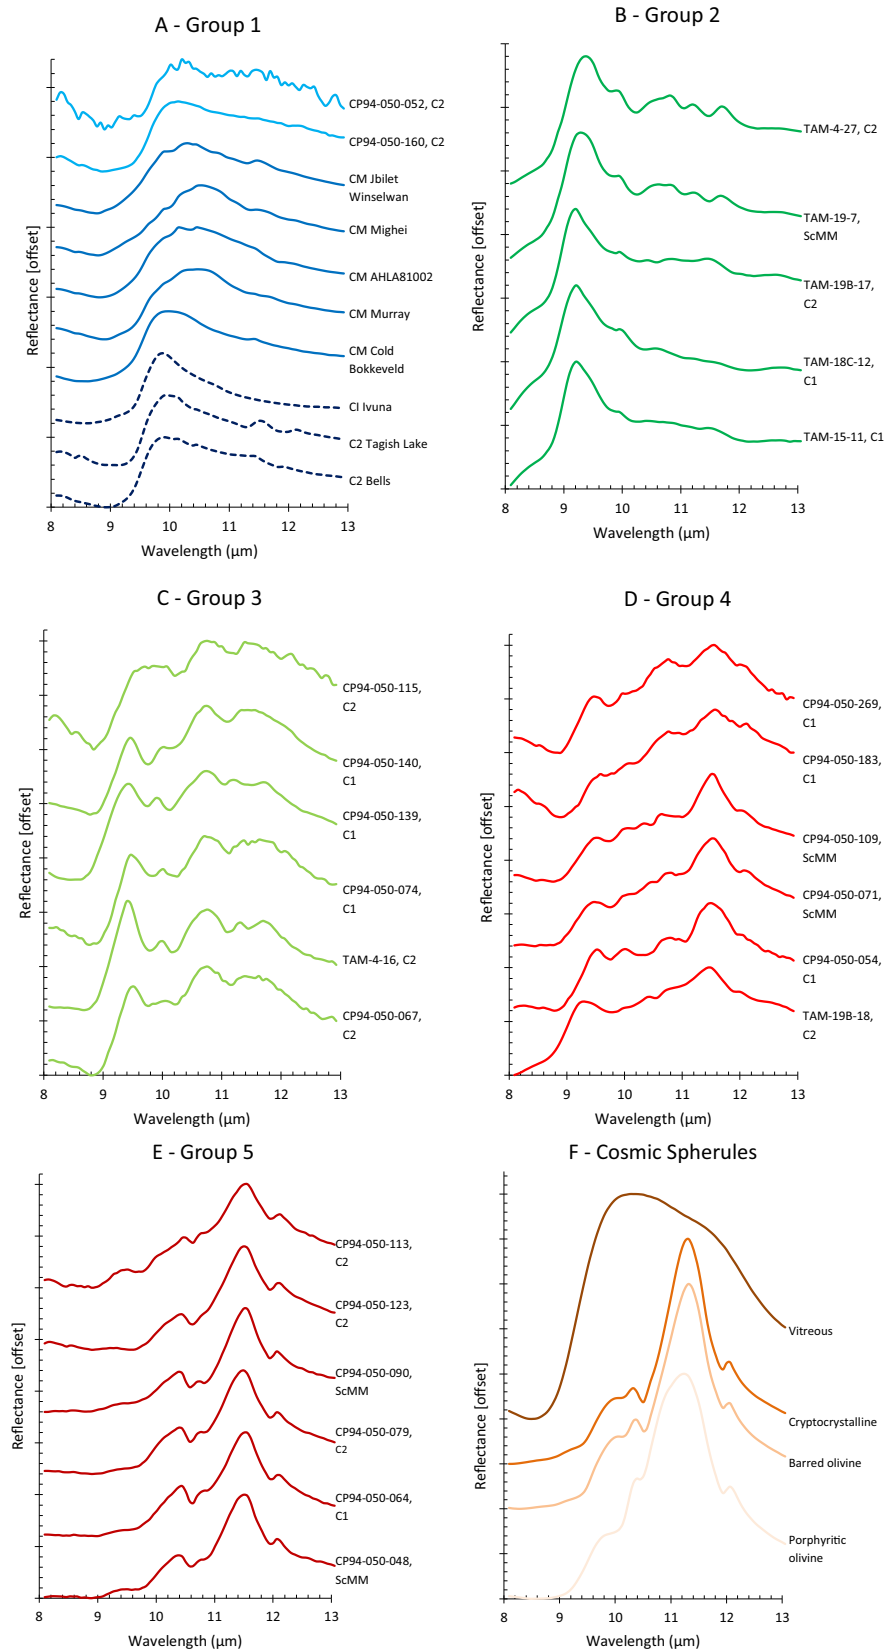 A - Group 1
Reflectance [offset]
CP94-050-052, C2
CP94-050-160, C2
CM Jbilet
Winselwan
CM Mighei
CM AHLA81002
CM Murray
CM Cold
Bokkeveld
CI Ivuna
C2 Tagish Lake
C2 Bells
8 9 10 11 12 13
Wavelength (µm)
B - Group 2
Reflectance [offset]
TAM-4-27, C2
TAM-19-7,
ScMM
TAM-19B-17,
C2
TAM-18C-12,
C1
TAM-15-11, C1
8 9 10 11 12 13
Wavelength (µm)
C - Group 3
Reflectance [offset]
CP94-050-115,
C2
CP94-050-140,
C1
CP94-050-139,
C1
CP94-050-074,
C1
TAM-4-16, C2
CP94-050-067,
C2
8 9 10 11 12 13
Wavelength (µm)
D - Group 4
Reflectance [offset]
CP94-050-269,
C1
CP94-050-183,
C1
CP94-050-109,
ScMM
CP94-050-071,
ScMM
CP94-050-054,
C1
TAM-19B-18,
C2
8 9 10 11 12 13
Wavelength (µm)
E - Group 5
Reflectance [offset]
CP94-050-113,
C2
CP94-050-123,
C2
CP94-050-090,
ScMM
CP94-050-079,
C2
CP94-050-064,
C1
CP94-050-048,
ScMM
8 9 10 11 12 13
Wavelength (µm)
F - Cosmic Spherules
Reflectance [offset]
Vitreous
Cryptocrystalline
Barred olivine
Porphyritic
olivine
8 9 10 11 12 13
Wavelength (µm)